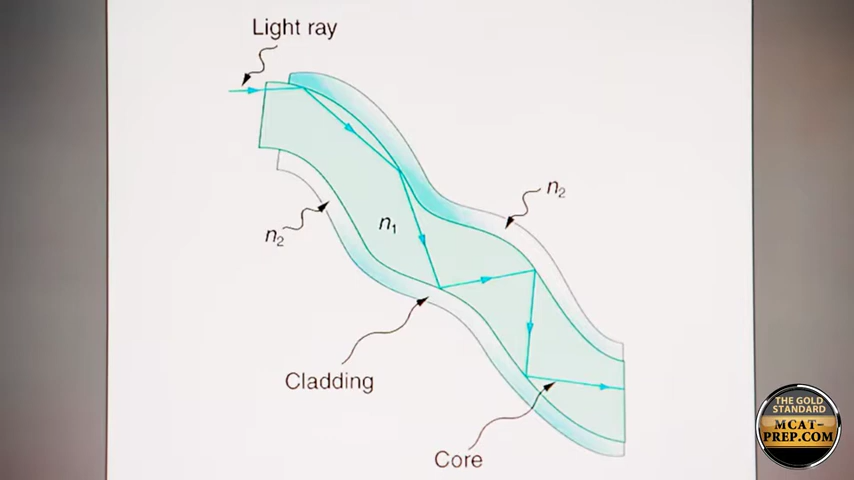 Light ray
n₂
n₁
n₂
Cladding
Core
THE GOLD
STANDARD
MCAT-
PREP.COM